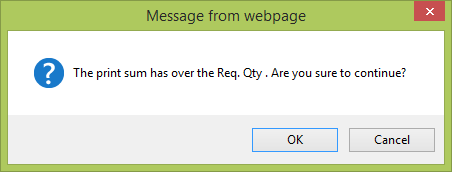 Message from webpage
The print sum has over the Req. Qty . Are you sure to continue?
OK
Cancel